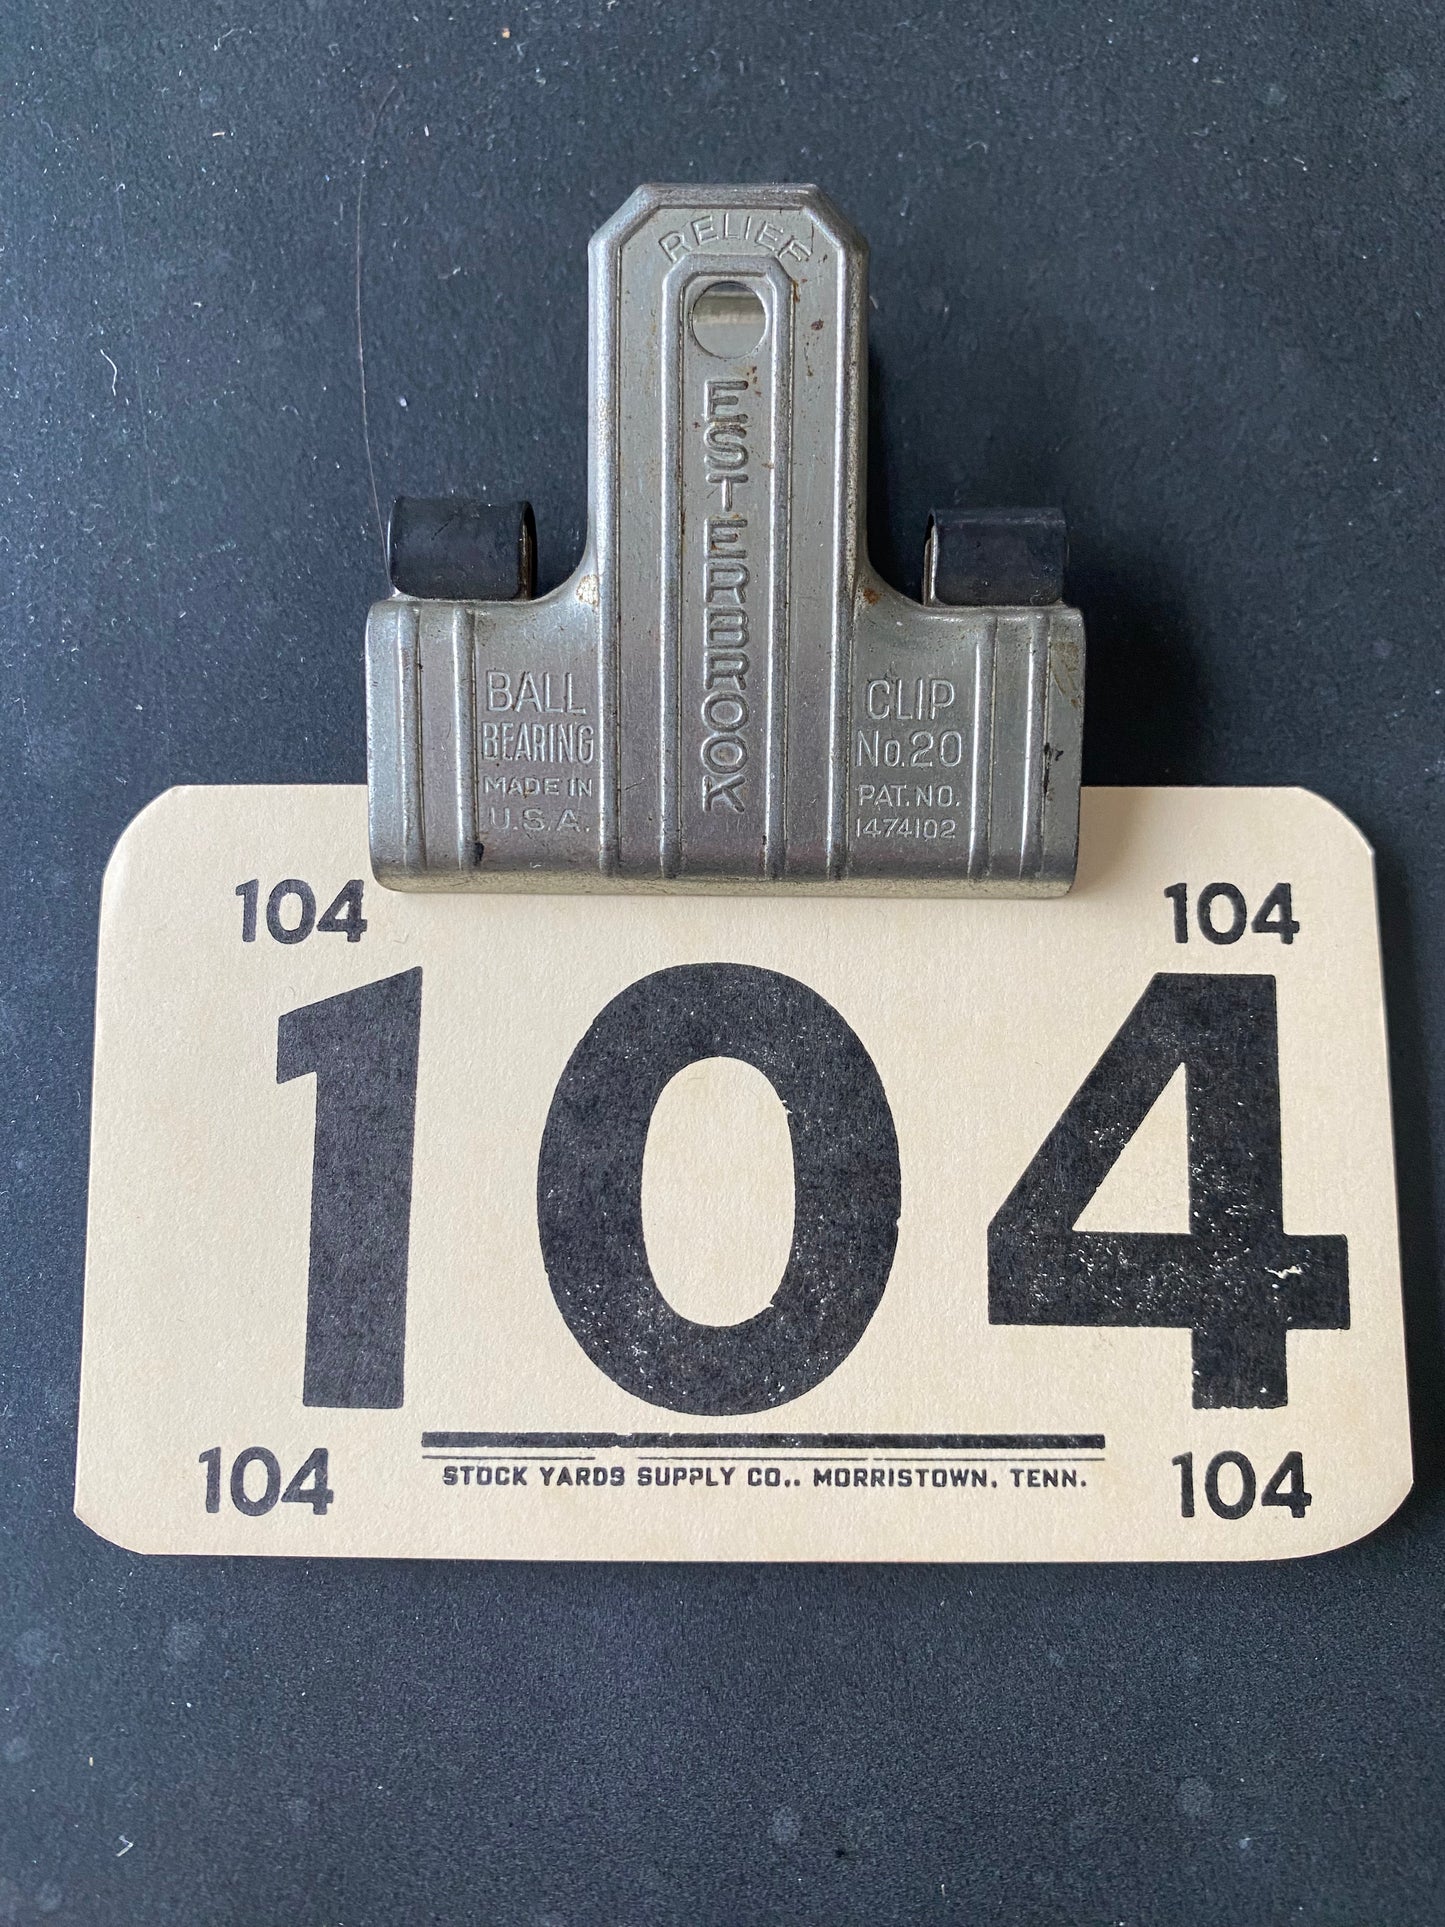 RELIEF
ESTERBROOK
BALL
BEARING
MADE IN
U.S.A.
CLIP
No.20
PAT. NO.
1474102
104
104
104
104
104
STOCK YARDS SUPPLY CO,. MORRISTOWN, TENN.